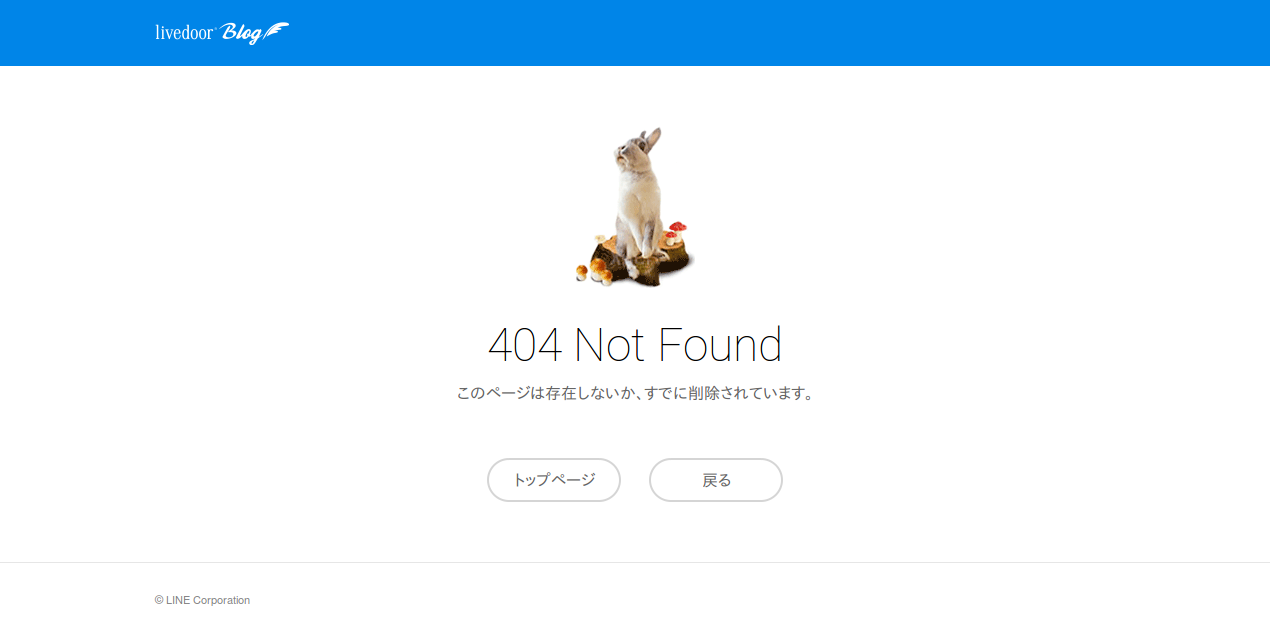 livedoor Blog
404 Not Found
このページは存在しないか、すでに削除されています。
トップページ
戻る
© LINE Corporation